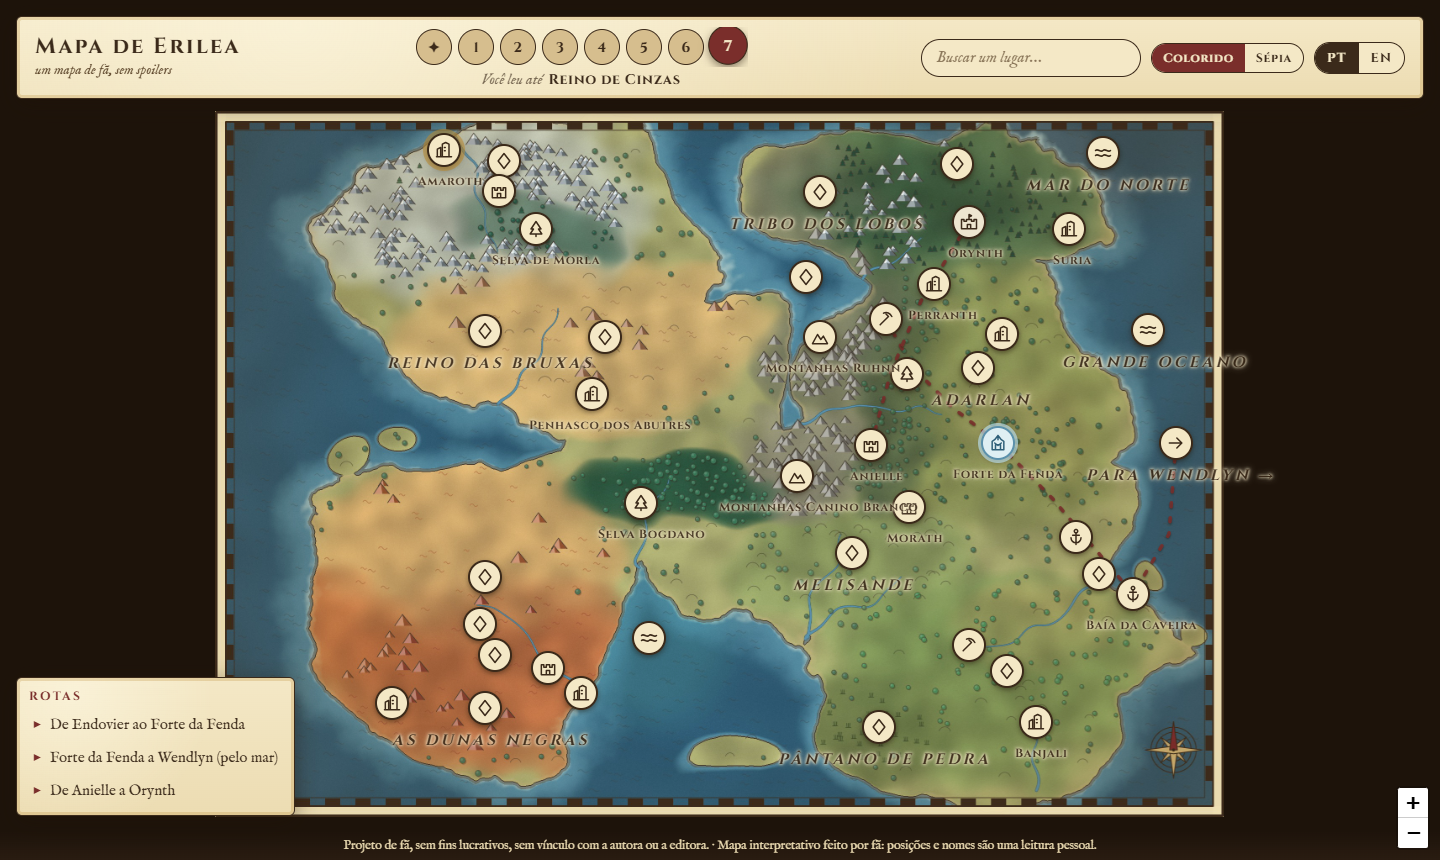 Mapa de Erilea
um mapa de fã, sem spoilers
✦ 1 2 3 4 5 6 7
Você leu até Reino de Cinzas
Buscar um lugar...
Colorido Sépia
PT EN
Amaroth
Selva de Morla
Tribo dos Lobos
Mar do Norte
Orynth
Suria
Perranth
Reino das Bruxas
Montanhas Ruhnn
Grande Oceano
Adarlan
Penhasco dos Abutres
Anielle
Forte da Fenda
Para Wendlyn →
Montanhas Canino Branco
Selva Bogdano
Morath
Melisande
Baía da Caveira
As Dunas Negras
Pântano de Pedra
Banjali
Rotas
► De Endovier ao Forte da Fenda
► Forte da Fenda a Wendlyn (pelo mar)
► De Anielle a Orynth
+
−
Projeto de fã, sem fins lucrativos, sem vínculo com a autora ou a editora. · Mapa interpretativo feito por fã: posições e nomes são uma leitura pessoal.